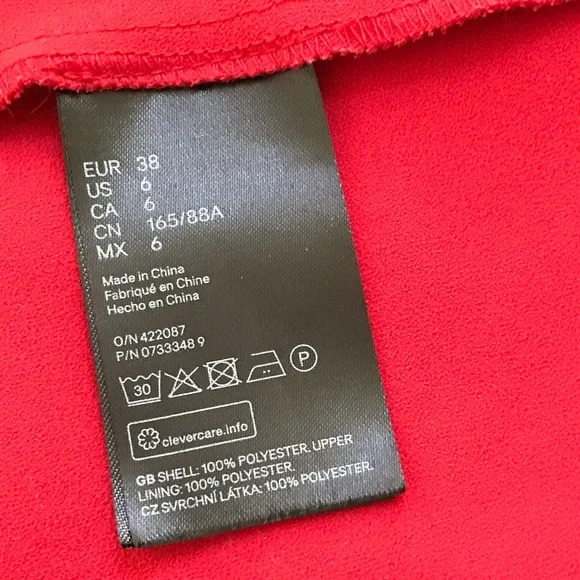 EUR 38
US 6
CA 6
CN 165/88A
MX 6
Made in China
Fabriqué en Chine
Hecho en China
O/N 422087
P/N 0733348 9
30
P
clevercare.info
GB SHELL: 100% POLYESTER. UPPER
LINING: 100% POLYESTER.
CZ SVRCHNÍ LÁTKA: 100% POLYESTER.